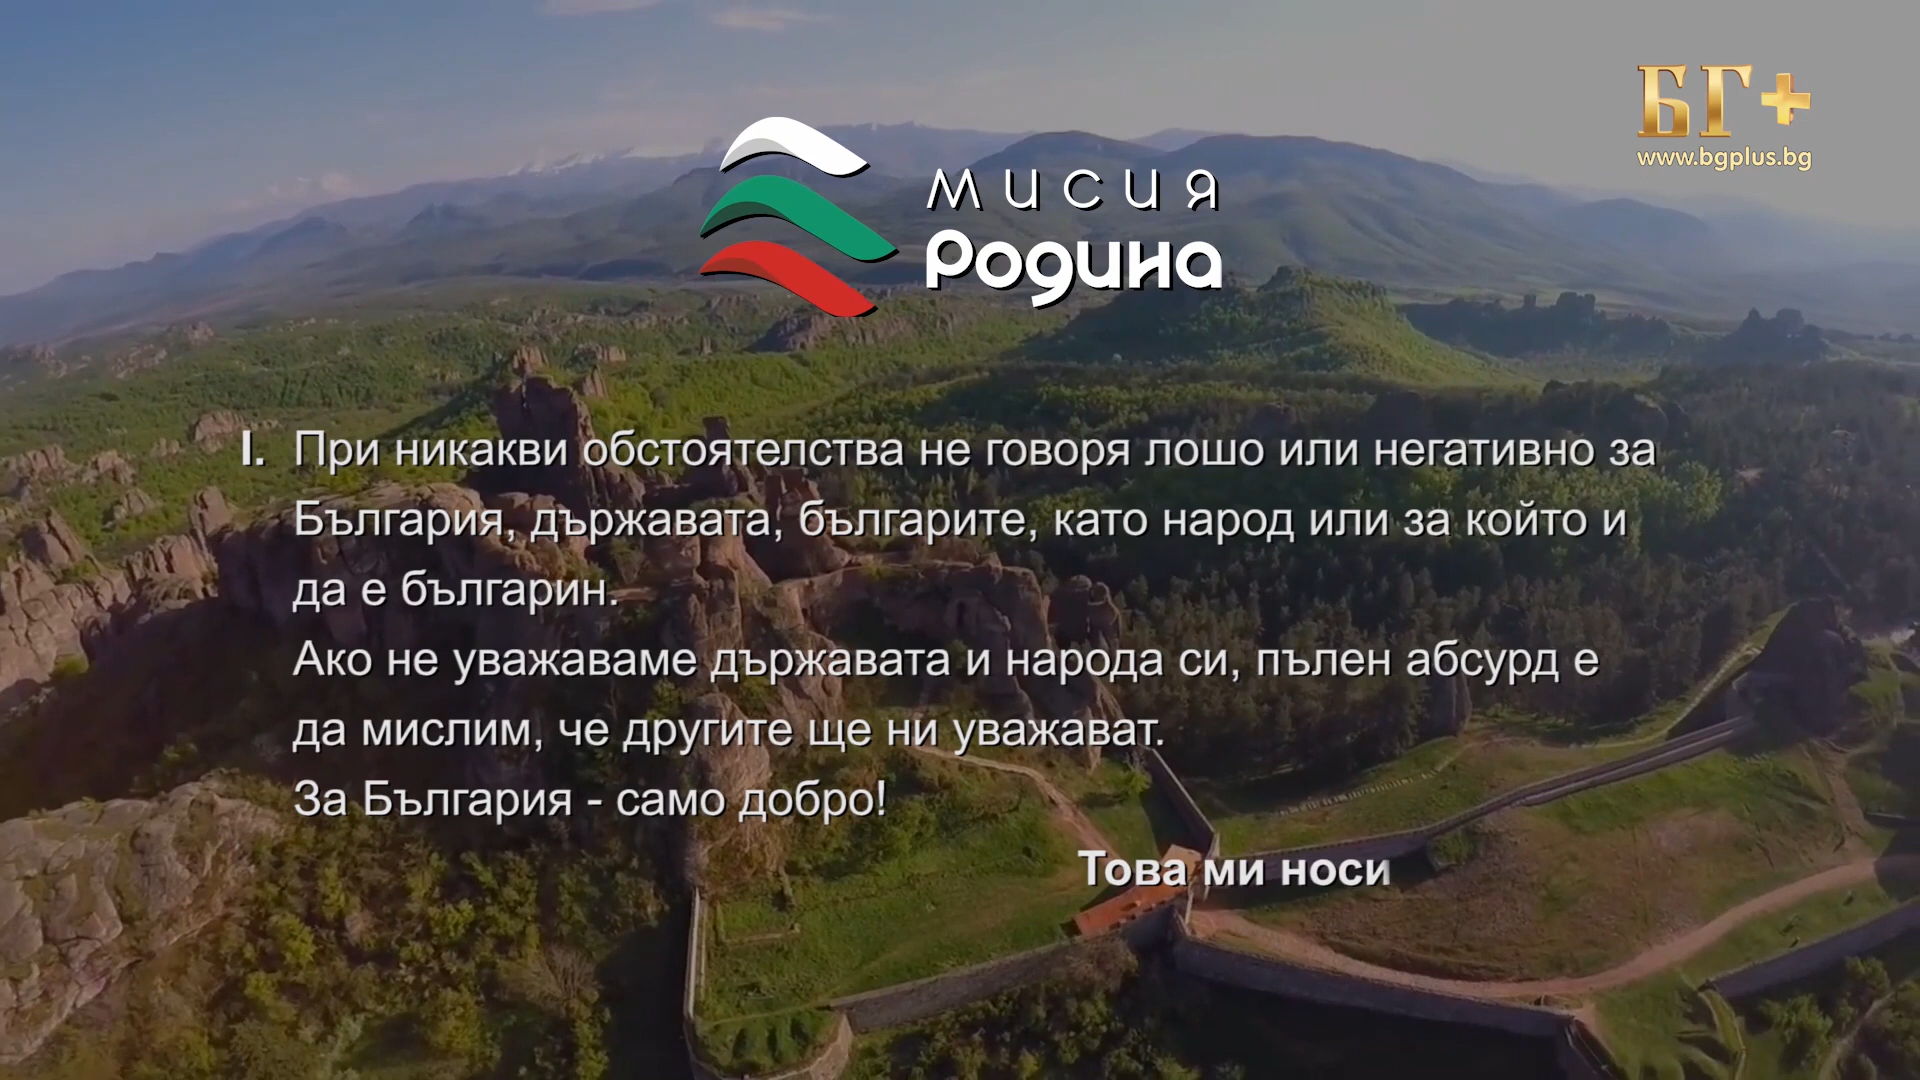 БГ+
www.bgplus.bg
мисия
Родина
I. При никакви обстоятелства не говоря лошо или негативно за
България, държавата, българите, като народ или за който и
да е българин.
Ако не уважаваме държавата и народа си, пълен абсурд е
да мислим, че другите ще ни уважават.
За България - само добро!
Това ми носи